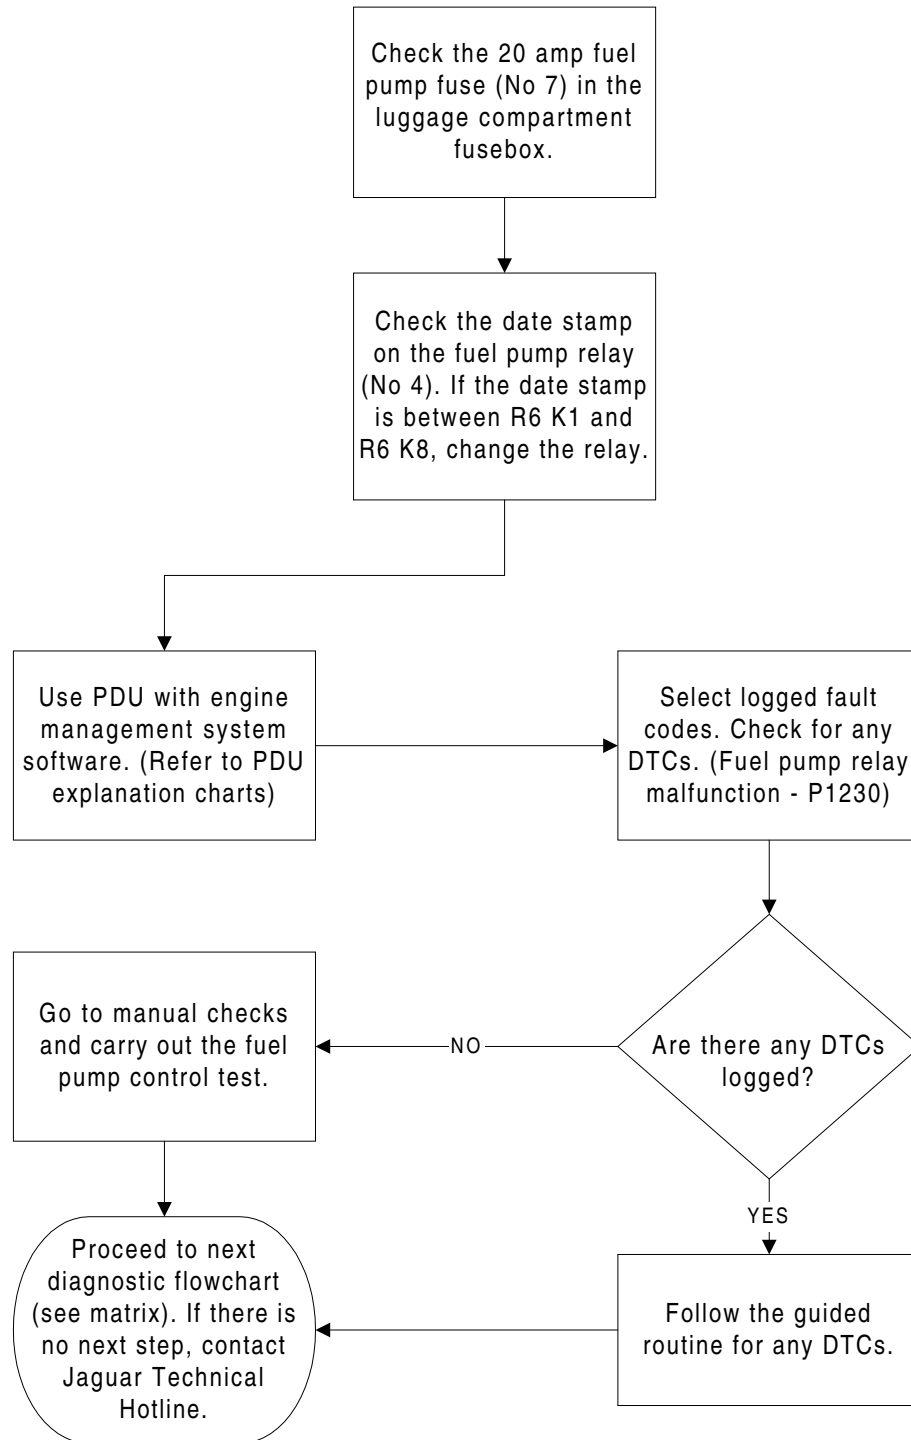 Check the 20 amp fuel
pump fuse (No 7) in the
luggage compartment
fusebox.
Check the date stamp
on the fuel pump relay
(No 4). If the date stamp
is between R6 K1 and
R6 K8, change the relay.
Use PDU with engine
management system
software. (Refer to PDU
explanation charts)
Select logged fault
codes. Check for any
DTCs. (Fuel pump relay
malfunction - P1230)
Are there any DTCs
logged?
NO
Go to manual checks
and carry out the fuel
pump control test.
YES
Follow the guided
routine for any DTCs.
Proceed to next
diagnostic flowchart
(see matrix). If there is
no next step, contact
Jaguar Technical
Hotline.